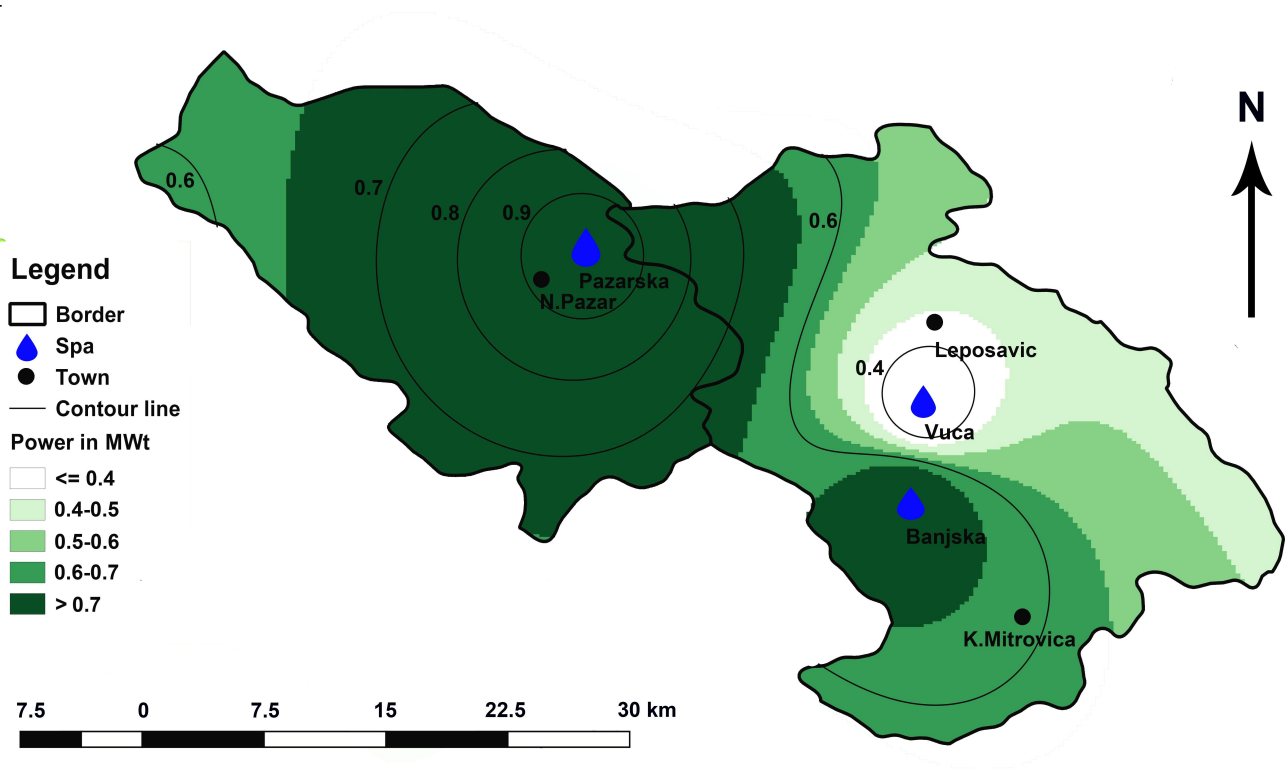 N
0.6
0.7
0.8
0.9
0.6
Pazarska
N.Pazar
Leposavic
0.4
Vuca
Banjska
K.Mitrovica
Legend
Border
Spa
Town
Contour line
Power in MWt
<= 0.4
0.4-0.5
0.5-0.6
0.6-0.7
> 0.7
7.5 0 7.5 15 22.5 30 km